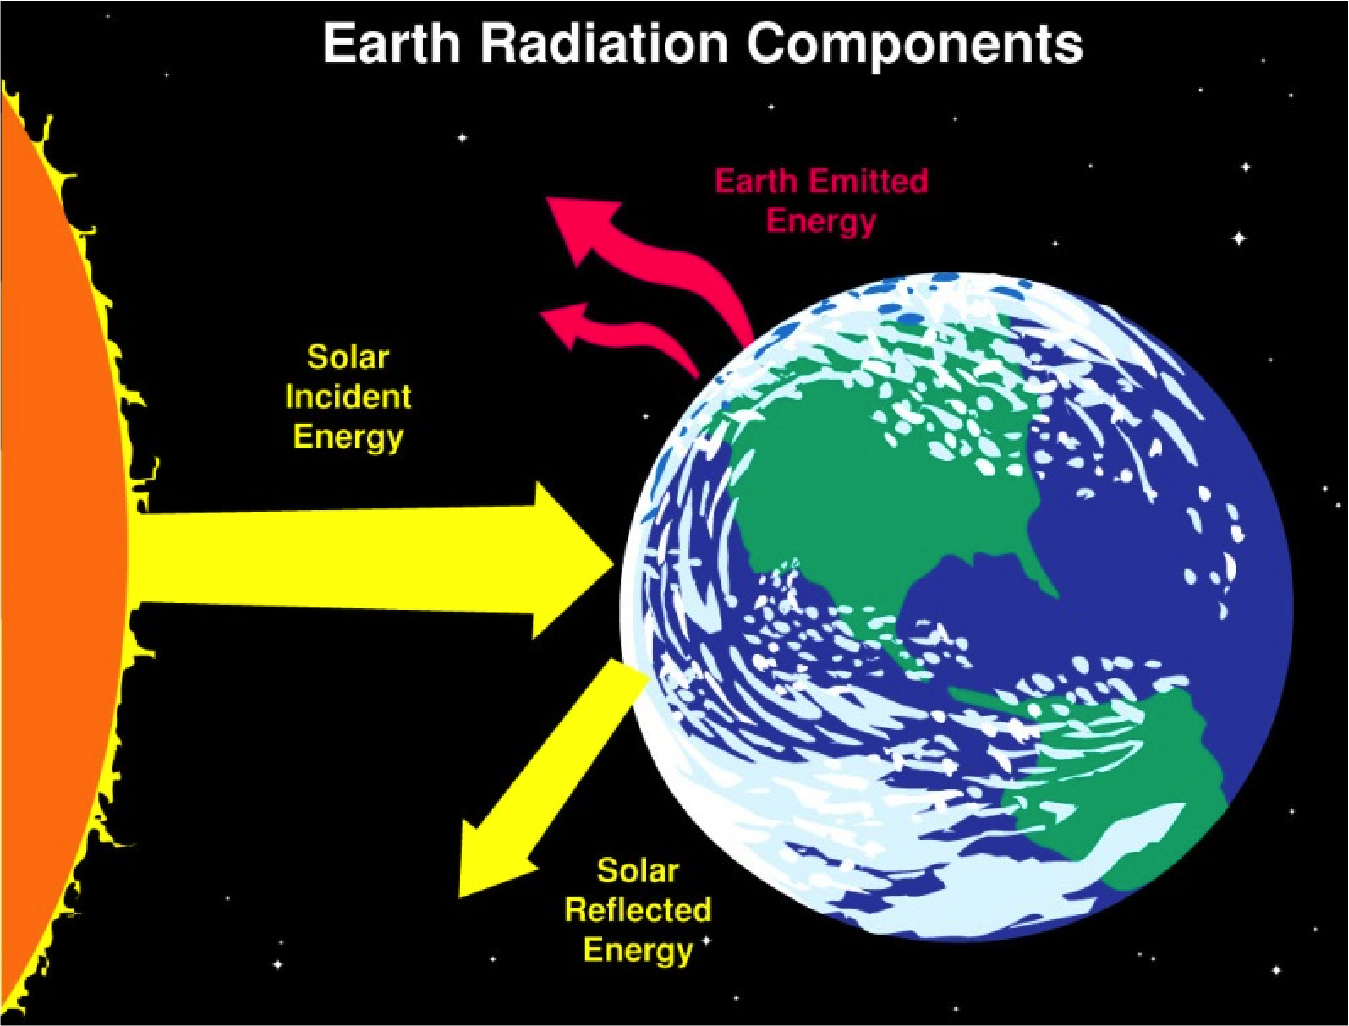 Earth Radiation Components
Earth Emitted
Energy
Solar
Incident
Energy
Solar
Reflected
Energy